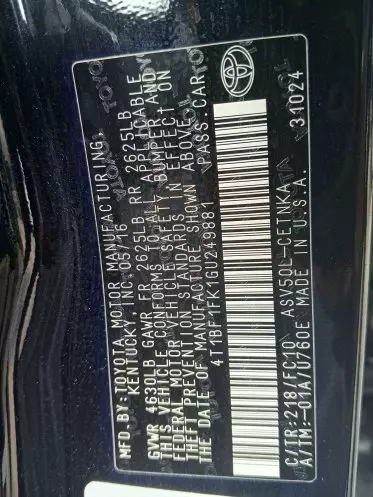 MFD.BY:TOYOTA MOTOR MANUFACTURING,
KENTUCKY, INC.05/16
GVWR 4630LB GAWR FR 2625LB RR 2625LB
THIS VEHICLE CONFORMS TO ALL APPLICABLE
FEDERAL MOTOR VEHICLE SAFETY BUMPER AND
THEFT PREVENTION STANDARDS IN EFFECT ON
THE DATE OF MANUFACTURE SHOWN ABOVE.
4T1BF1FK1GU249881 PASS.CAR
C/TR:218/FC10 ASV50L-CETNKA
A/TM:-01A/U760E MADE IN U.S.A. 31024